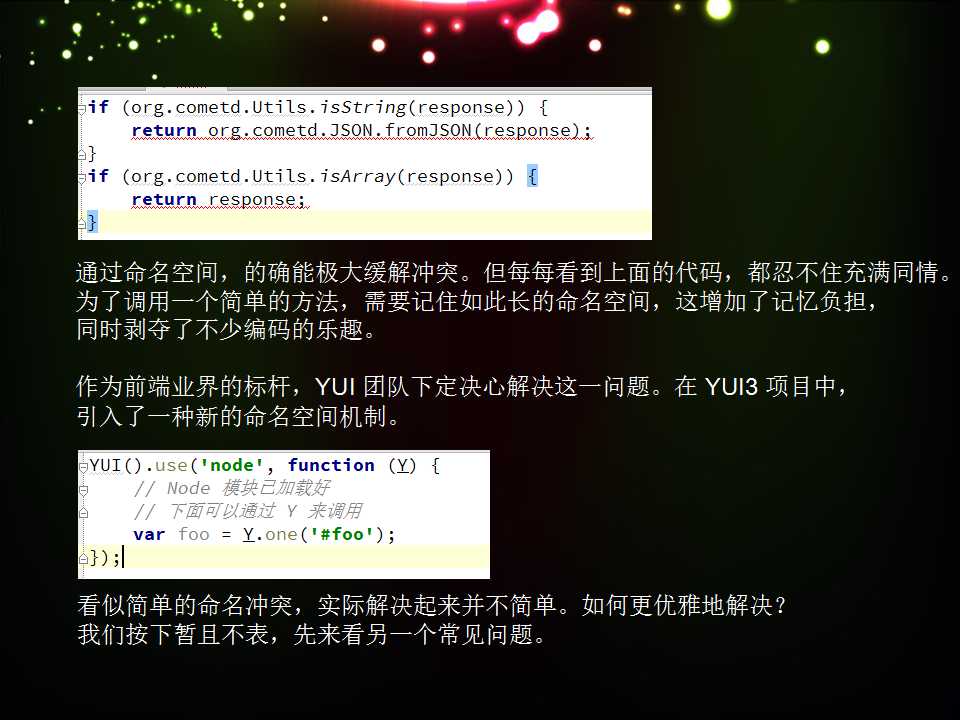 if (org.cometd.Utils.isString(response)) {
    return org.cometd.JSON.fromJSON(response);
}
if (org.cometd.Utils.isArray(response)) {
    return response;
}
通过命名空间，的确能极大缓解冲突。但每每看到上面的代码，都忍不住充满同情。
为了调用一个简单的方法，需要记住如此长的命名空间，这增加了记忆负担，
同时剥夺了不少编码的乐趣。
作为前端业界的标杆，YUI 团队下定决心解决这一问题。在 YUI3 项目中，
引入了一种新的命名空间机制。
YUI().use('node', function (Y) {
    // Node 模块已加载好
    // 下面可以通过 Y 来调用
    var foo = Y.one('#foo');
});
看似简单的命名冲突，实际解决起来并不简单。如何更优雅地解决？
我们按下暂且不表，先来看另一个常见问题。